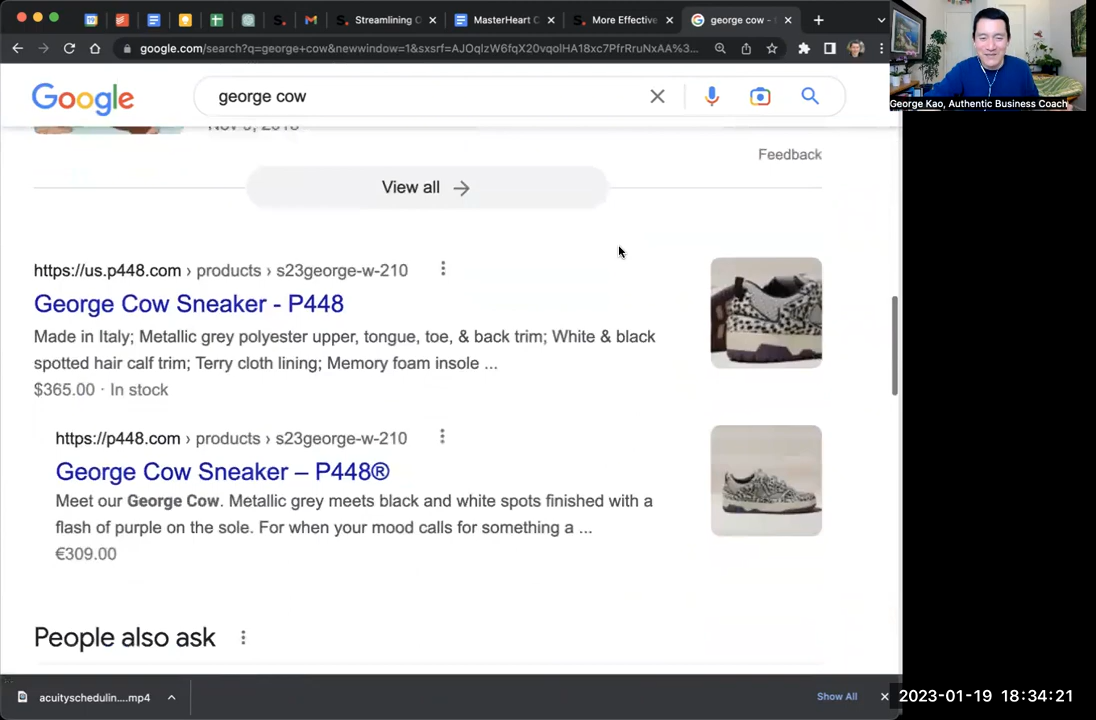 Streamlining O
MasterHeart C
More Effective
george cow -
google.com/search?q=george+cow&newwindow=1&sxsrf=AJOqlzW6fqX20vqolHA18xc7PfrRruNxAA%3...
George Kao, Authentic Business Coach
Google
george cow
Nov 9, 2018
Feedback
View all
https://us.p448.com › products › s23george-w-210
George Cow Sneaker - P448
Made in Italy; Metallic grey polyester upper, tongue, toe, & back trim; White & black
spotted hair calf trim; Terry cloth lining; Memory foam insole ...
$365.00 · In stock
https://p448.com › products › s23george-w-210
George Cow Sneaker – P448®
Meet our George Cow. Metallic grey meets black and white spots finished with a
flash of purple on the sole. For when your mood calls for something a ...
€309.00
People also ask
acuityschedulin....mp4
Show All
2023-01-19 18:34:21